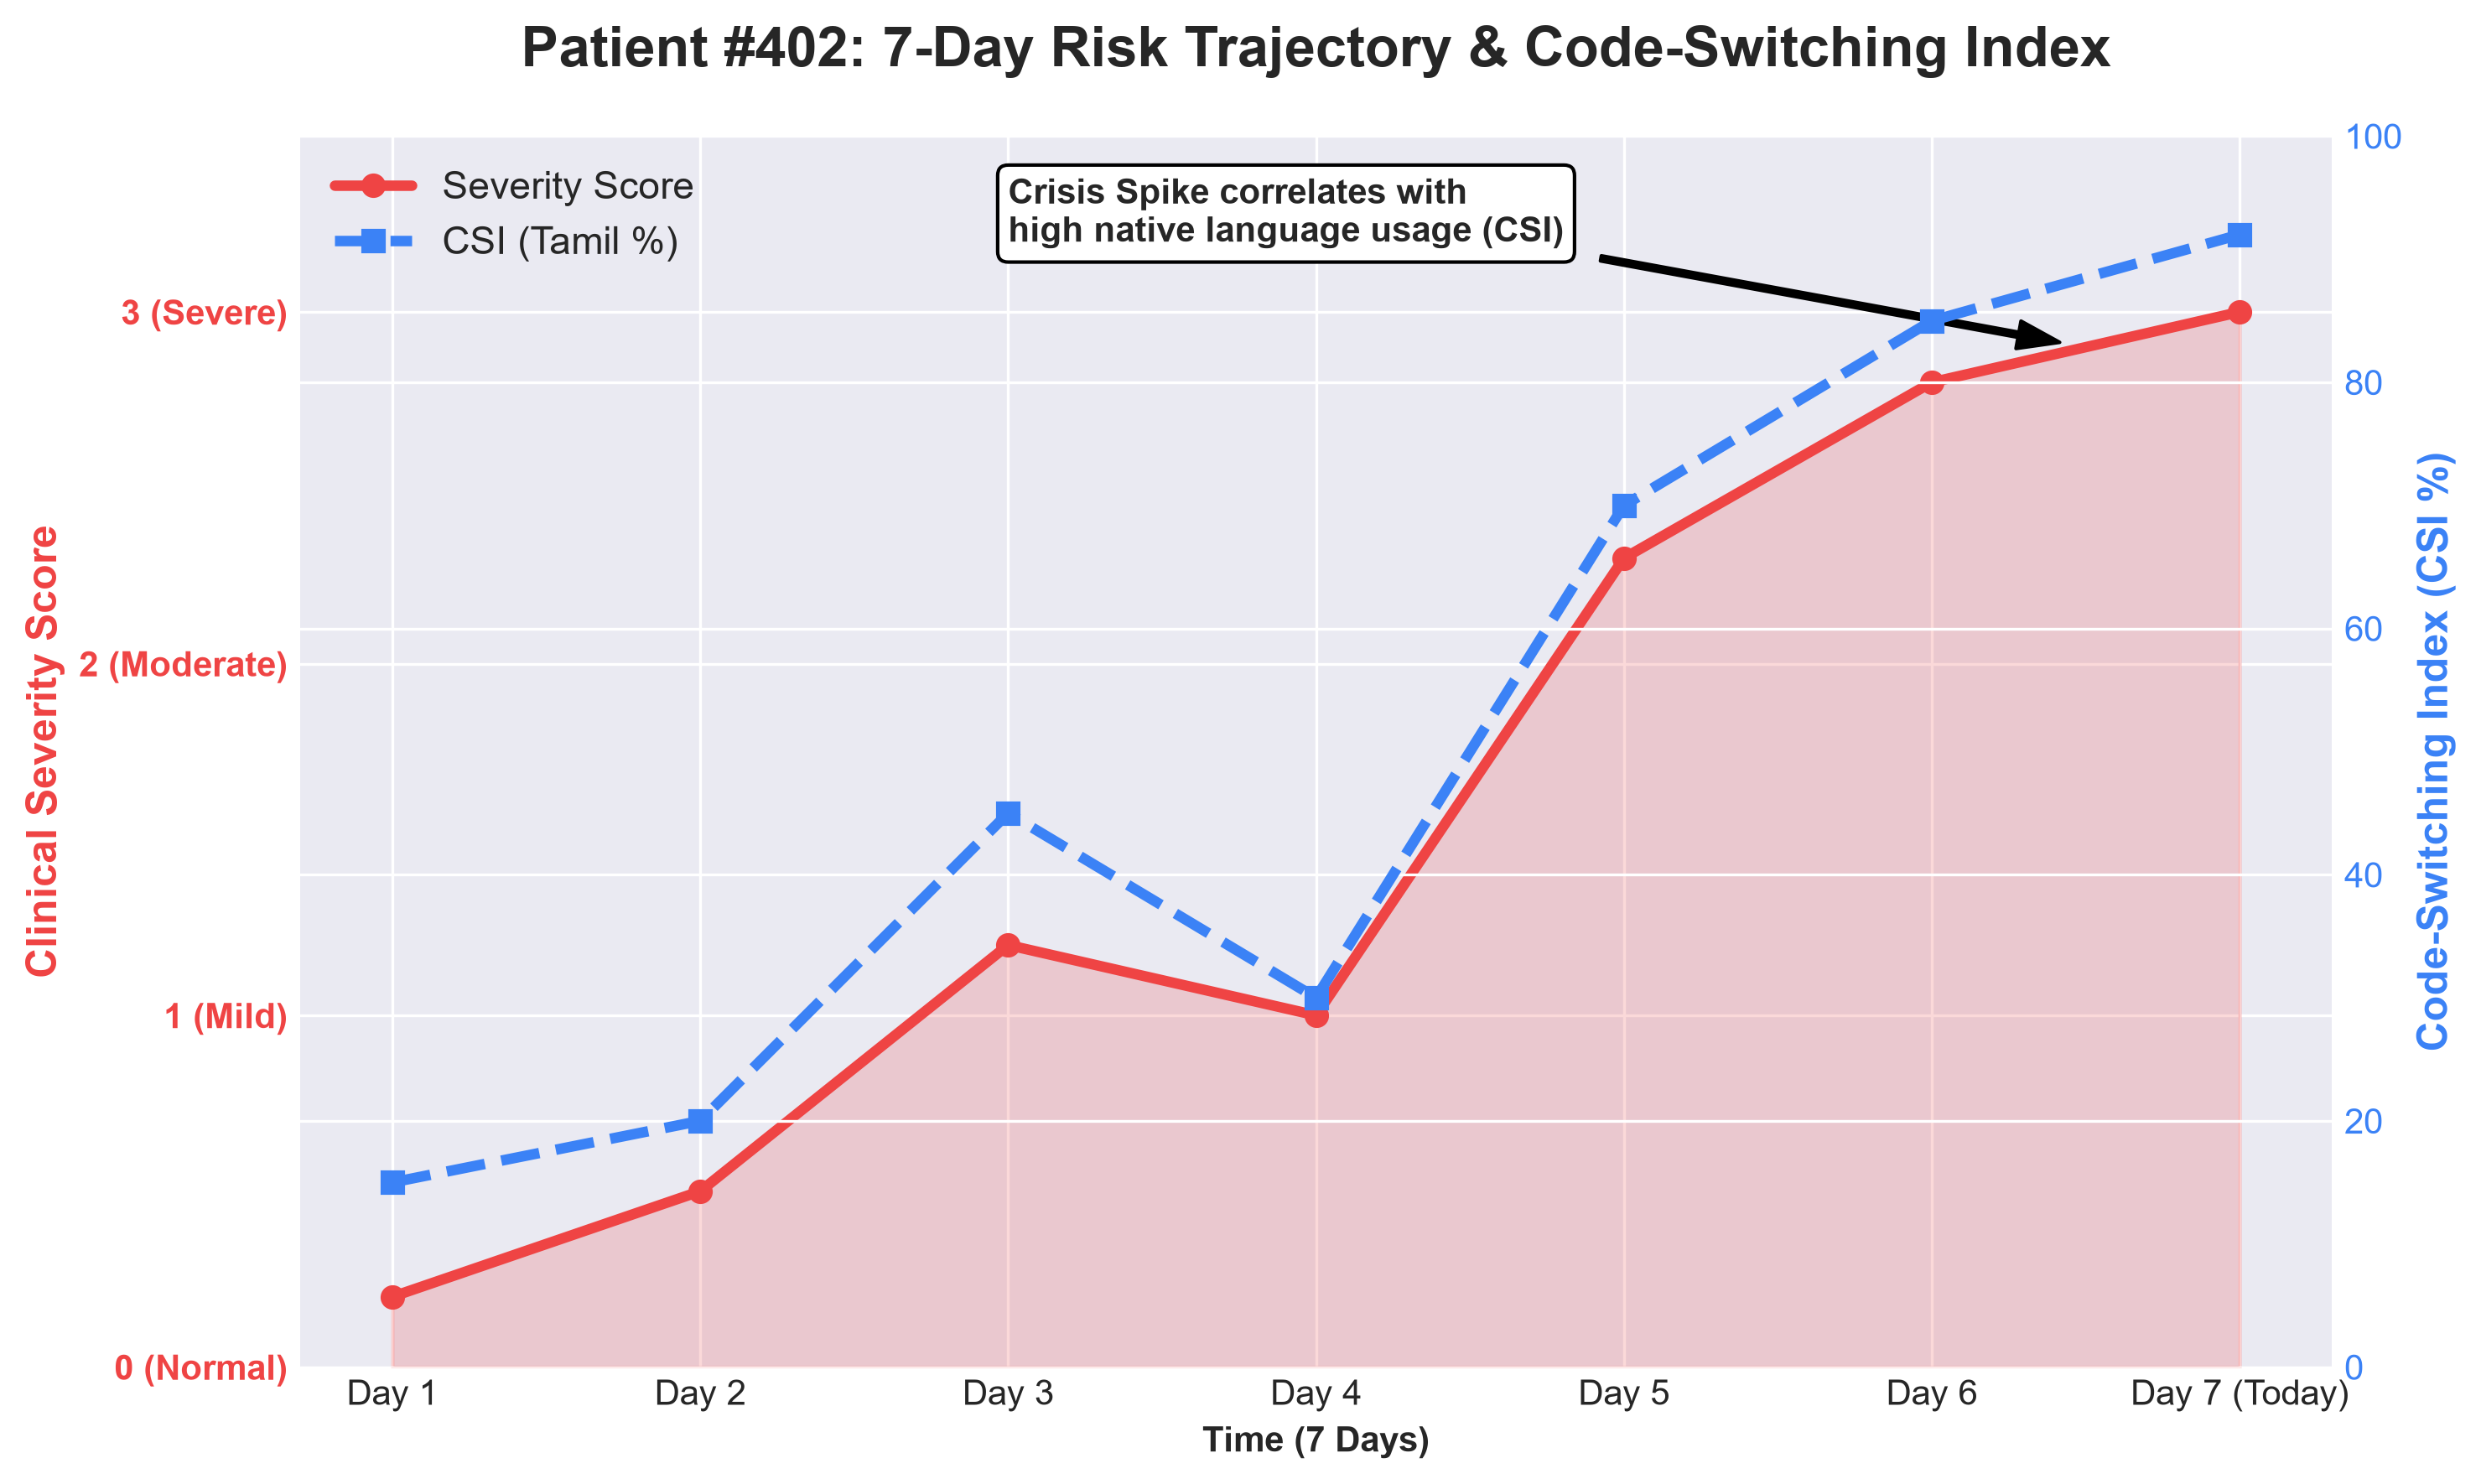 Patient #402: 7-Day Risk Trajectory & Code-Switching Index
Severity Score
CSI (Tamil %)
Crisis Spike correlates with
high native language usage (CSI)
Clinical Severity Score
3 (Severe)
2 (Moderate)
1 (Mild)
0 (Normal)
100
80
60
40
20
0
Code-Switching Index (CSI %)
Day 1
Day 2
Day 3
Day 4
Day 5
Day 6
Day 7 (Today)
Time (7 Days)